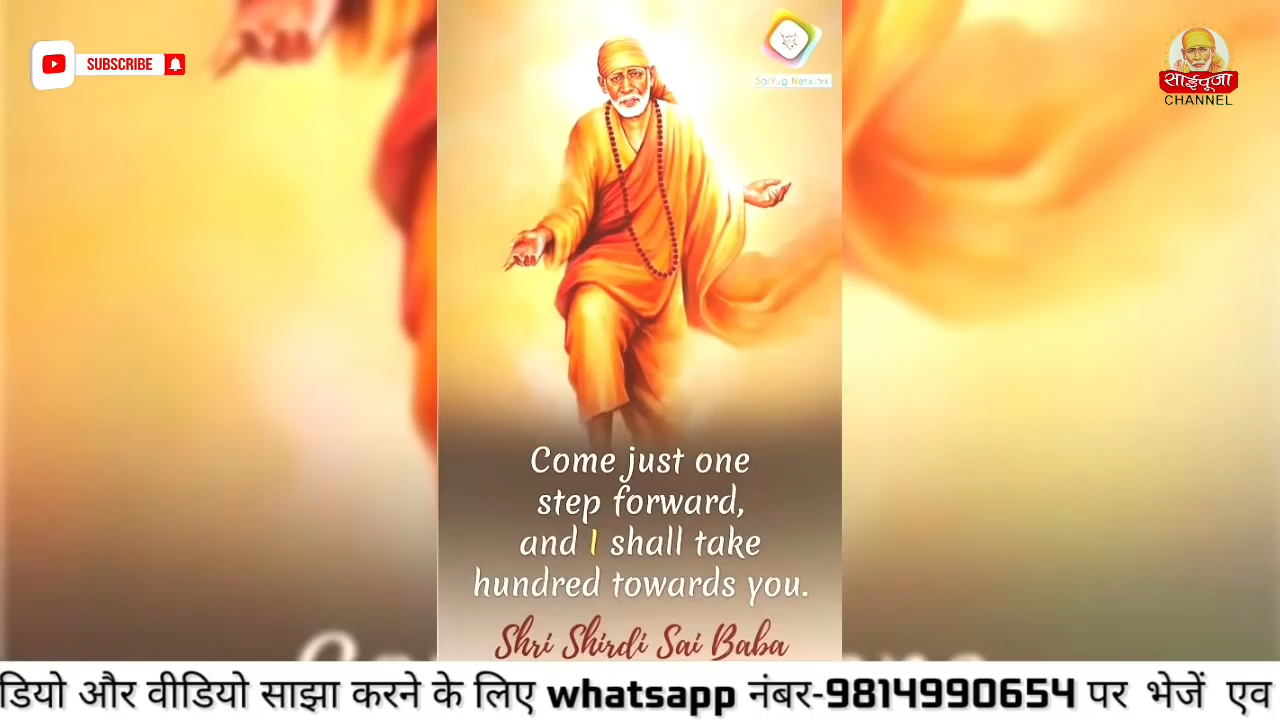 SUBSCRIBE
SaiYug Network
साईपूजा
CHANNEL
Come just one
step forward,
and I shall take
hundred towards you.
Shri Shirdi Sai Baba
डियो और वीडियो साझा करने के लिए whatsapp नंबर-9814990654 पर भेजें एव